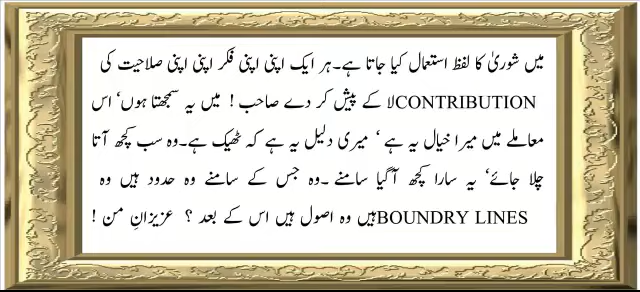 میں شوریٰ کا لفظ استعمال کیا جاتا ہے۔ہر ایک اپنی اپنی فکر اپنی اپنی صلاحیت کی
CONTRIBUTIONلا کے پیش کر دے صاحب ! میں یہ سمجھتا ہوں‘ اس
معاملے میں میرا خیال یہ ہے ‘ میری دلیل یہ ہے کہ ٹھیک ہے۔وہ سب کچھ آتا
چلا جائے‘ یہ سارا کچھ آگیا سامنے ۔وہ جس کے سامنے وہ حدود ہیں وہ
BOUNDRY LINESہیں وہ اصول ہیں اس کے بعد ؟ عزیزانِ من !